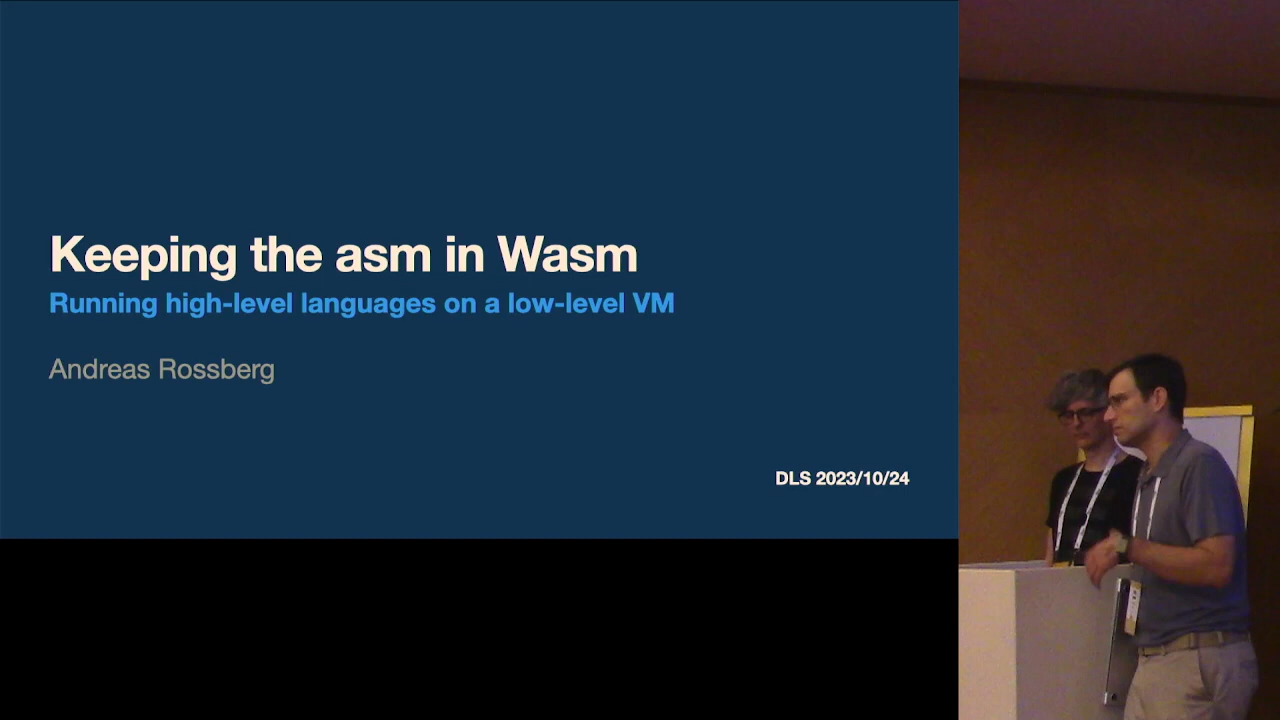 Keeping the asm in Wasm
Running high-level languages on a low-level VM
Andreas Rossberg
DLS 2023/10/24